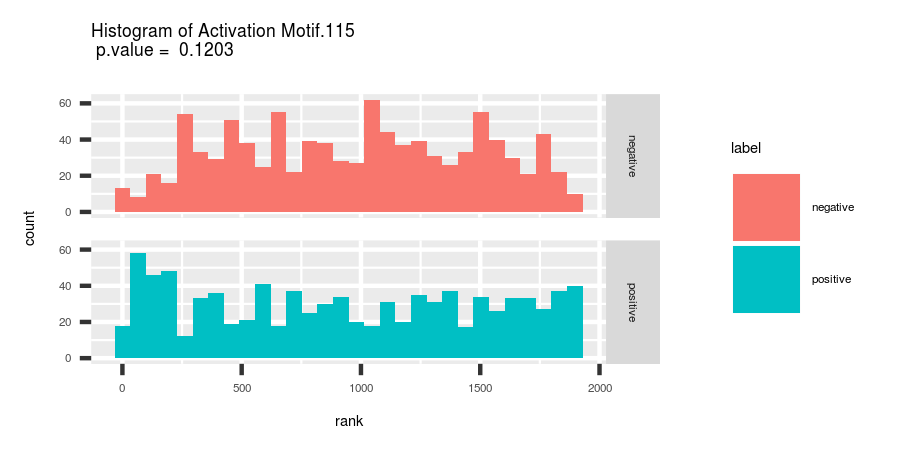 Histogram of Activation Motif.115
p.value = 0.1203
60
40
20
0
negative
60
40
20
0
positive
0
500
1000
1500
2000
rank
count
label
negative
positive